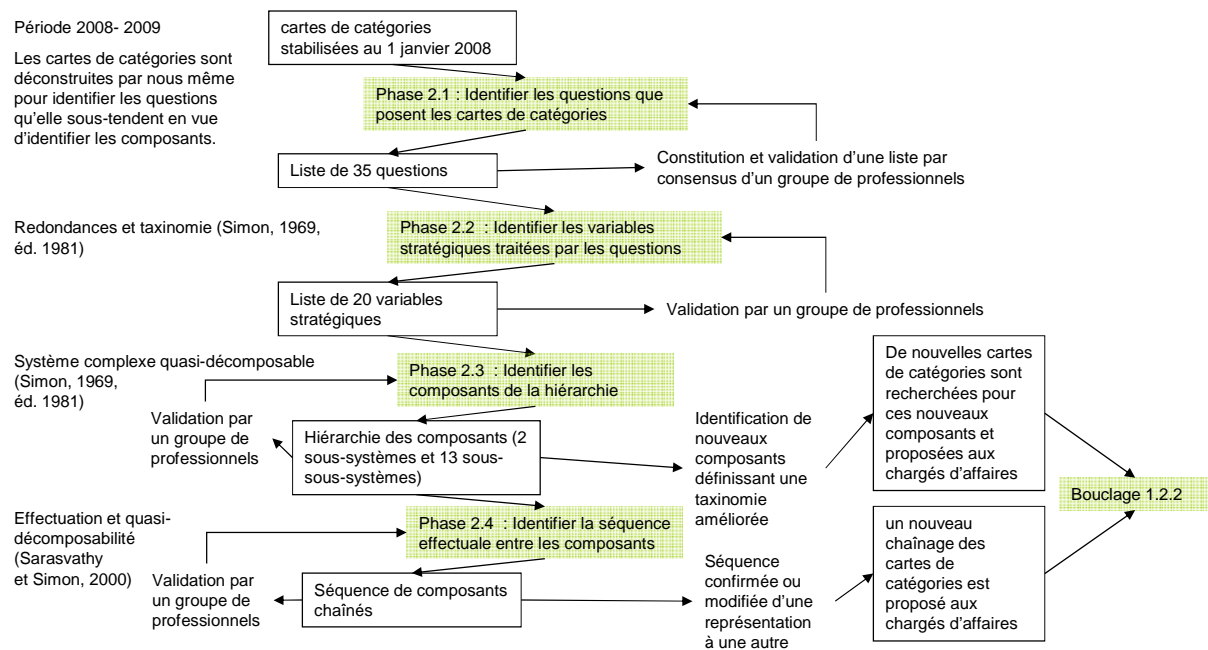 Période 2008- 2009
Les cartes de catégories sont
déconstruites par nous même
pour identifier les questions
qu'elle sous-tendent en vue
d'identifier les composants.
cartes de catégories
stabilisées au 1 janvier 2008
Phase 2.1 : Identifier les questions que
posent les cartes de catégories
Liste de 35 questions
Constitution et validation d'une liste par
consensus d'un groupe de professionnels
Redondances et taxinomie (Simon, 1969,
éd. 1981)
Phase 2.2 : Identifier les variables
stratégiques traitées par les questions
Liste de 20 variables
stratégiques
Validation par un groupe de professionnels
Système complexe quasi-décomposable
(Simon, 1969,
éd. 1981)
Phase 2.3 : Identifier les
composants de la hiérarchie
Validation par
un groupe de
professionnels
Hiérarchie des composants (2
sous-systèmes et 13 sous-
sous-systèmes)
Identification de
nouveaux
composants
définissant une
taxinomie
améliorée
De nouvelles cartes
de catégories sont
recherchées pour
ces nouveaux
composants et
proposées aux
chargés d'affaires
Bouclage 1.2.2
Effectuation et quasi-
décomposabilité
(Sarasvathy
et Simon, 2000)
Phase 2.4 : Identifier la séquence
effectuale entre les composants
Validation par
un groupe de
professionnels
Séquence de composants
chaînés
Séquence
confirmée ou
modifiée d'une
représentation
à une autre
un nouveau
chaînage des
cartes de
catégories est
proposé aux
chargés d'affaires